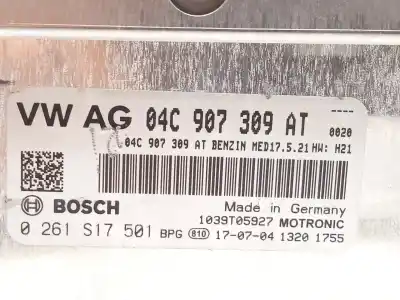 VW AG 04C 907 309 AT 0020
04C 907 309 AT BENZIN MED17.5.21 HW: H21
BOSCH
Made in Germany
1039T05927 MOTRONIC
0 261 S17 501 BPG 810 17-07-04 1320 1755